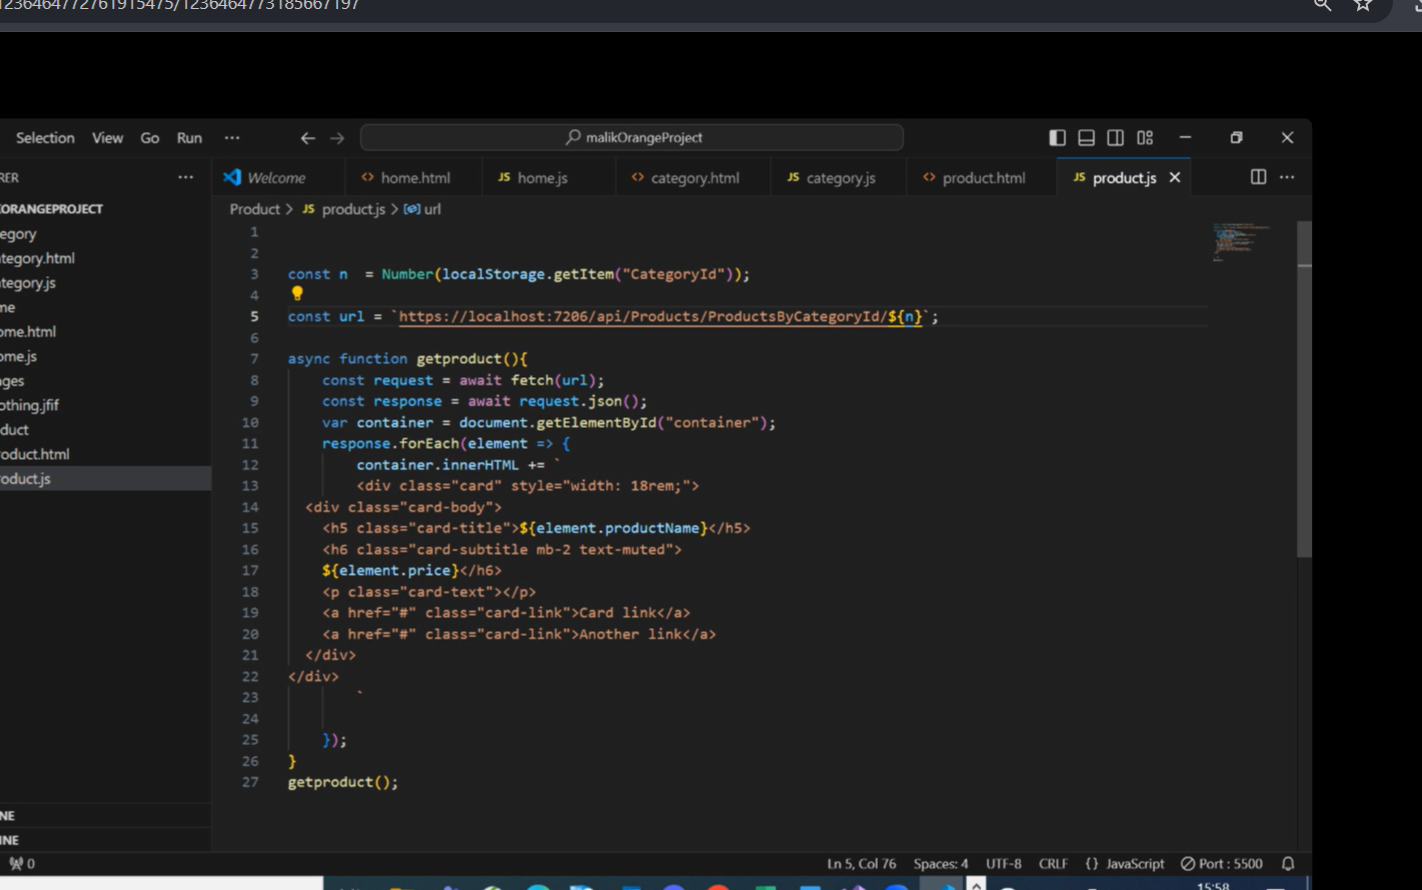 1236464772761915475/1236464773185667197
Selection View Go Run ··· malikOrangeProject
RER ···
Welcome <> home.html JS home.js <> category.html JS category.js <> product.html JS product.js
ORANGEPROJECT
egory
ategory.html
ategory.js
me
ome.html
ome.js
ages
othing.jfif
duct
roduct.html
roduct.js
NE
INE
Product > JS product.js > url
1
2
3 const n  = Number(localStorage.getItem("CategoryId"));
4
5 const url = `https://localhost:7206/api/Products/ProductsByCategoryId/${n}`;
6
7 async function getproduct(){
8     const request = await fetch(url);
9     const response = await request.json();
10     var container = document.getElementById("container");
11     response.forEach(element => {
12         container.innerHTML += `
13         <div class="card" style="width: 18rem;">
14   <div class="card-body">
15     <h5 class="card-title">${element.productName}</h5>
16     <h6 class="card-subtitle mb-2 text-muted">
17     ${element.price}</h6>
18     <p class="card-text"></p>
19     <a href="#" class="card-link">Card link</a>
20     <a href="#" class="card-link">Another link</a>
21   </div>
22 </div>
23         `
24
25     });
26 }
27 getproduct();
0 Ln 5, Col 76 Spaces: 4 UTF-8 CRLF {} JavaScript Port : 5500
15:58